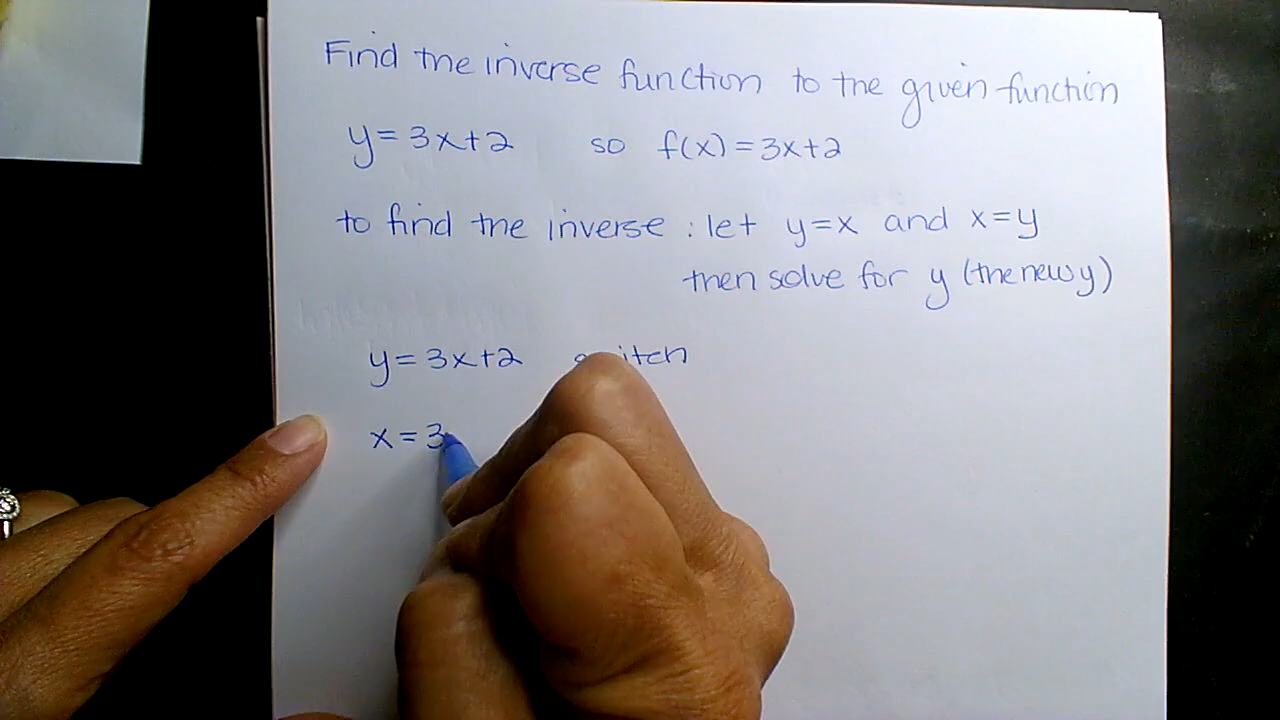 Find the inverse function to the given function
y=3x+2 so f(x)=3x+2
to find the inverse : let y=x and x=y
then solve for y (the new y)
y=3x+2
x=3